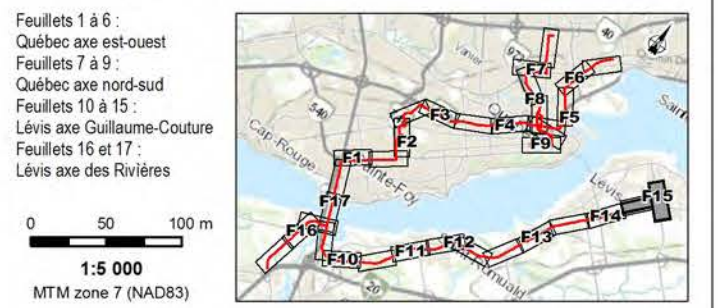 Feuillets 1 à 6 :
Québec axe est-ouest
Feuillets 7 à 9 :
Québec axe nord-sud
Feuillets 10 à 15 :
Lévis axe Guillaume-Couture
Feuillets 16 et 17 :
Lévis axe des Rivières
0 50 100 m
1:5 000
MTM zone 7 (NAD83)
40
Vanier
F7
F6
F8
540
F3
F4
F5
F2
F9
Cap-Rouge
F1
Sainte-Foy
Lévis
F17
F15
F16
F14
F13
F12
F11
F10
20